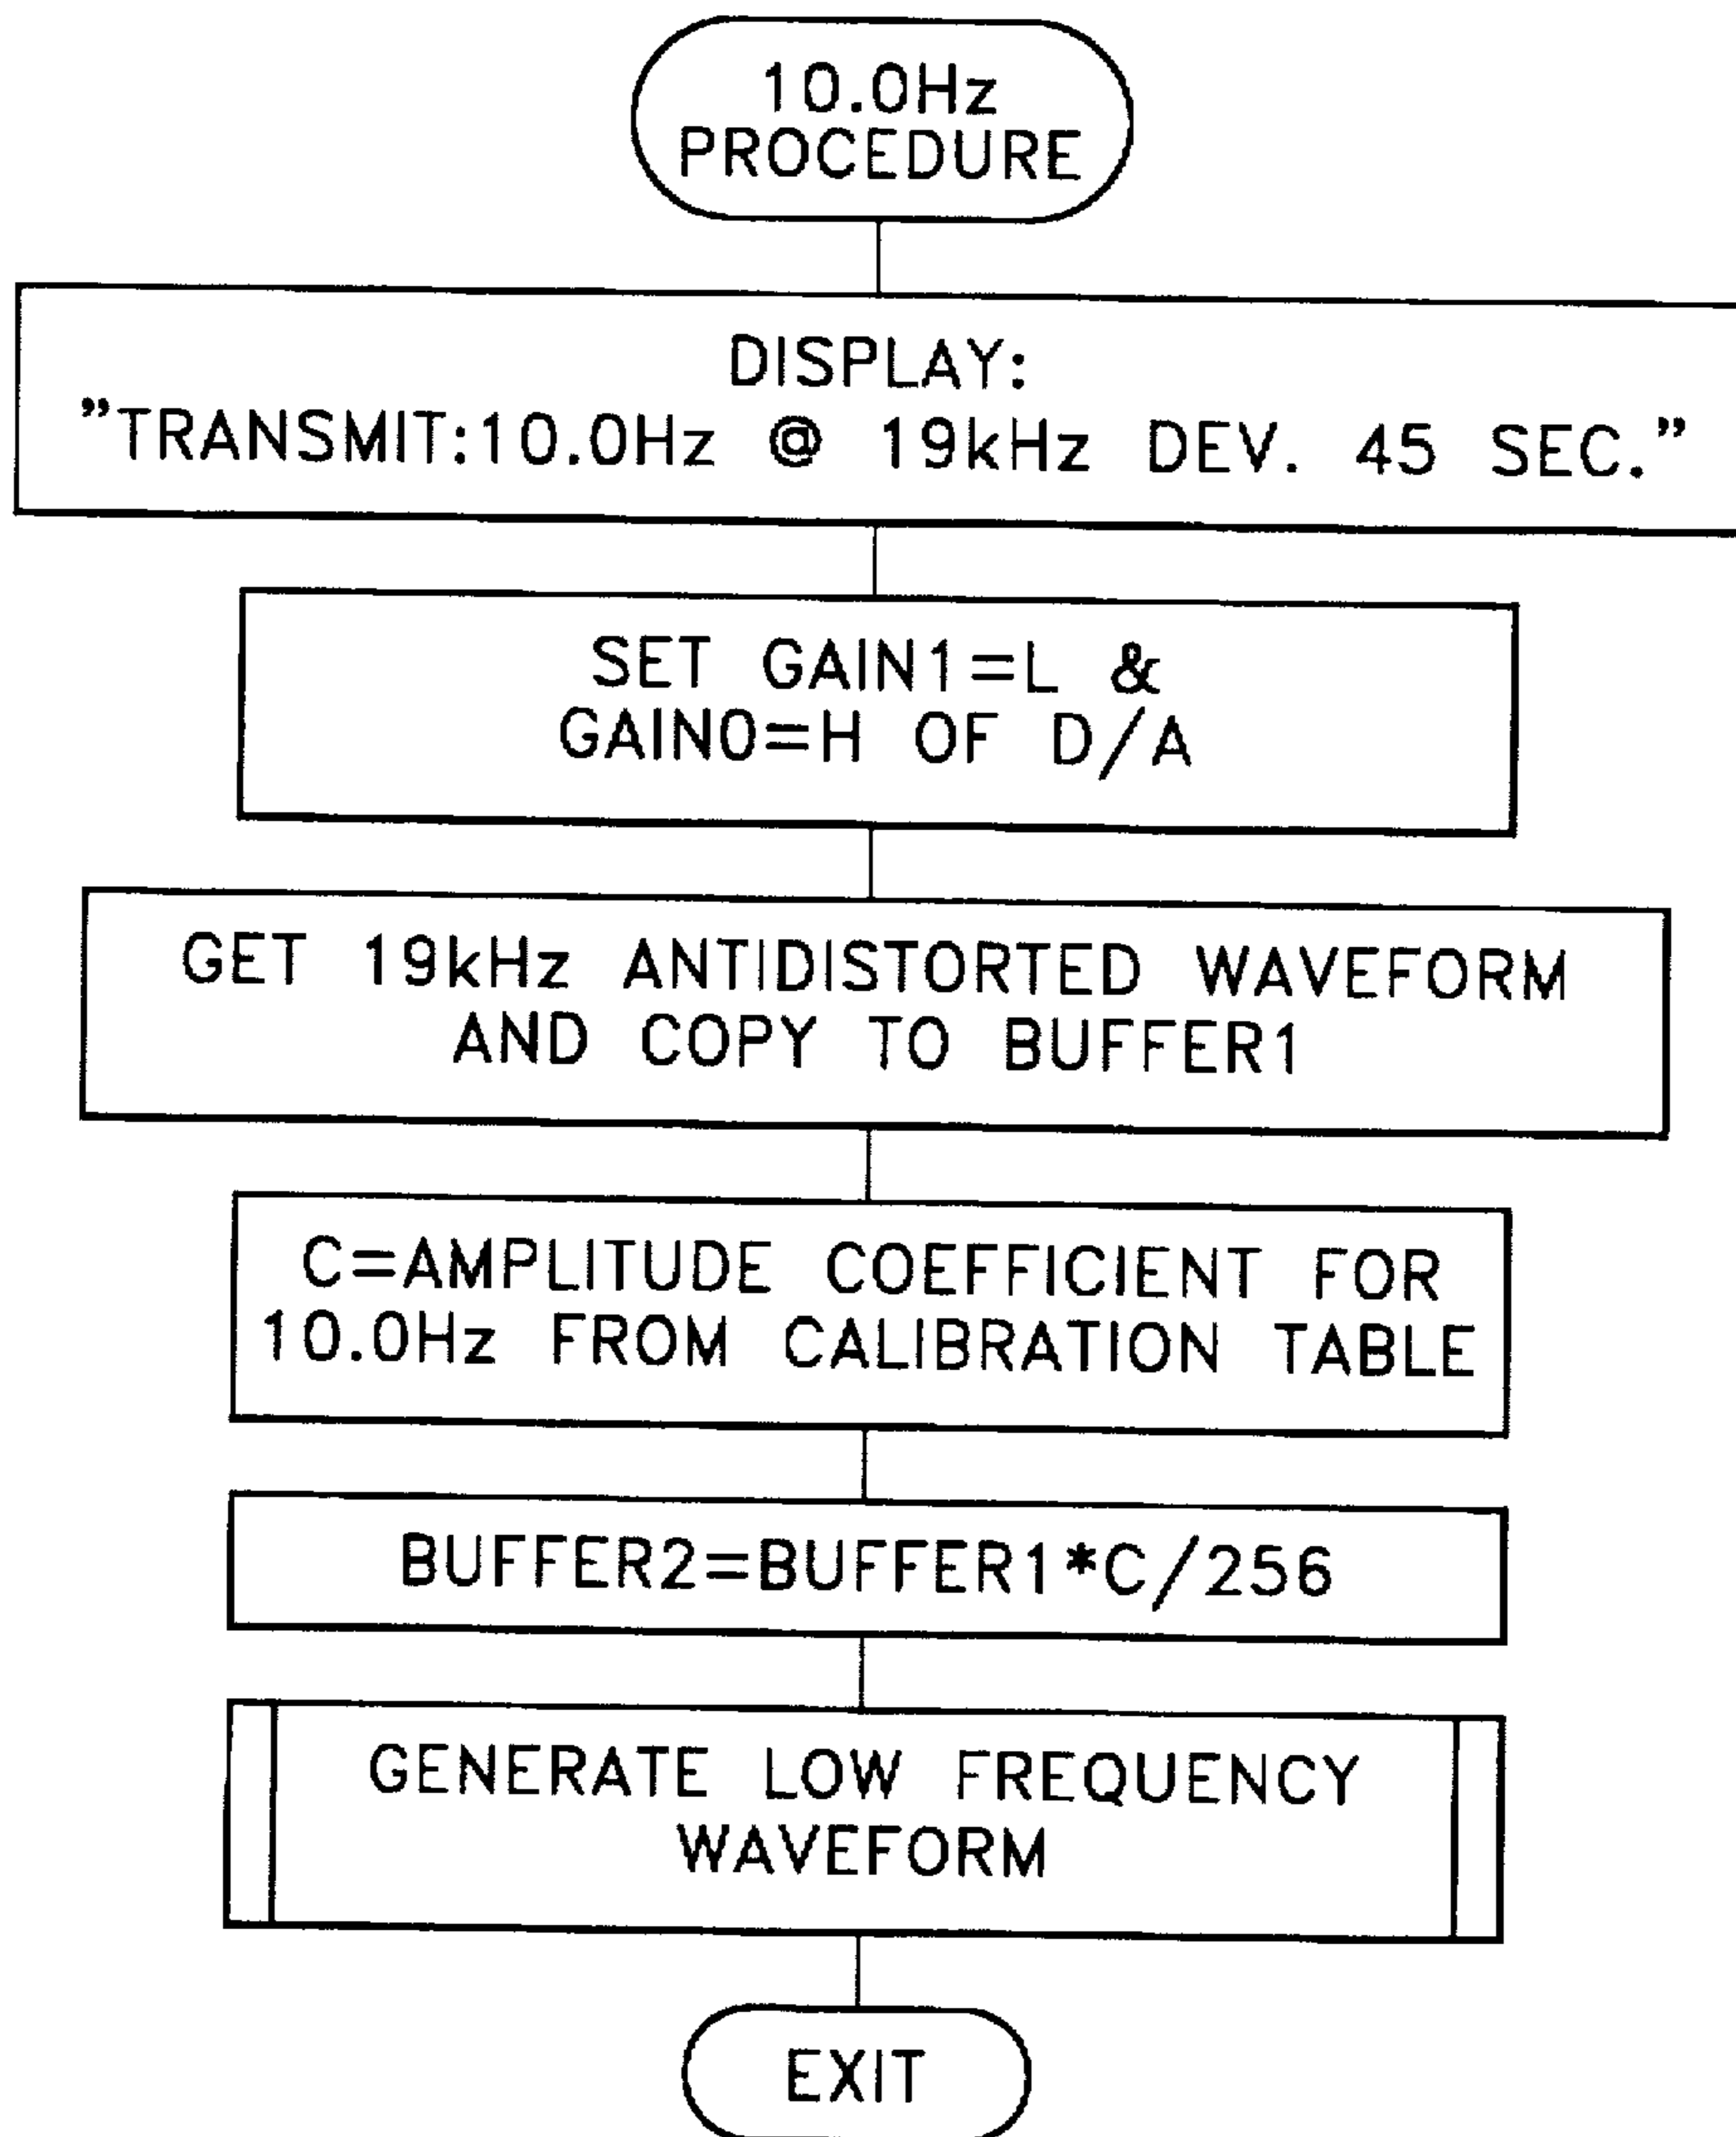 10.0Hz
PROCEDURE
DISPLAY:
"TRANSMIT:10.0Hz @ 19kHz DEV. 45 SEC."
SET GAIN1=L &
GAIN0=H OF D/A
GET 19kHz ANTIDISTORTED WAVEFORM
AND COPY TO BUFFER1
C=AMPLITUDE COEFFICIENT FOR
10.0Hz FROM CALIBRATION TABLE
BUFFER2=BUFFER1*C/256
GENERATE LOW FREQUENCY
WAVEFORM
EXIT